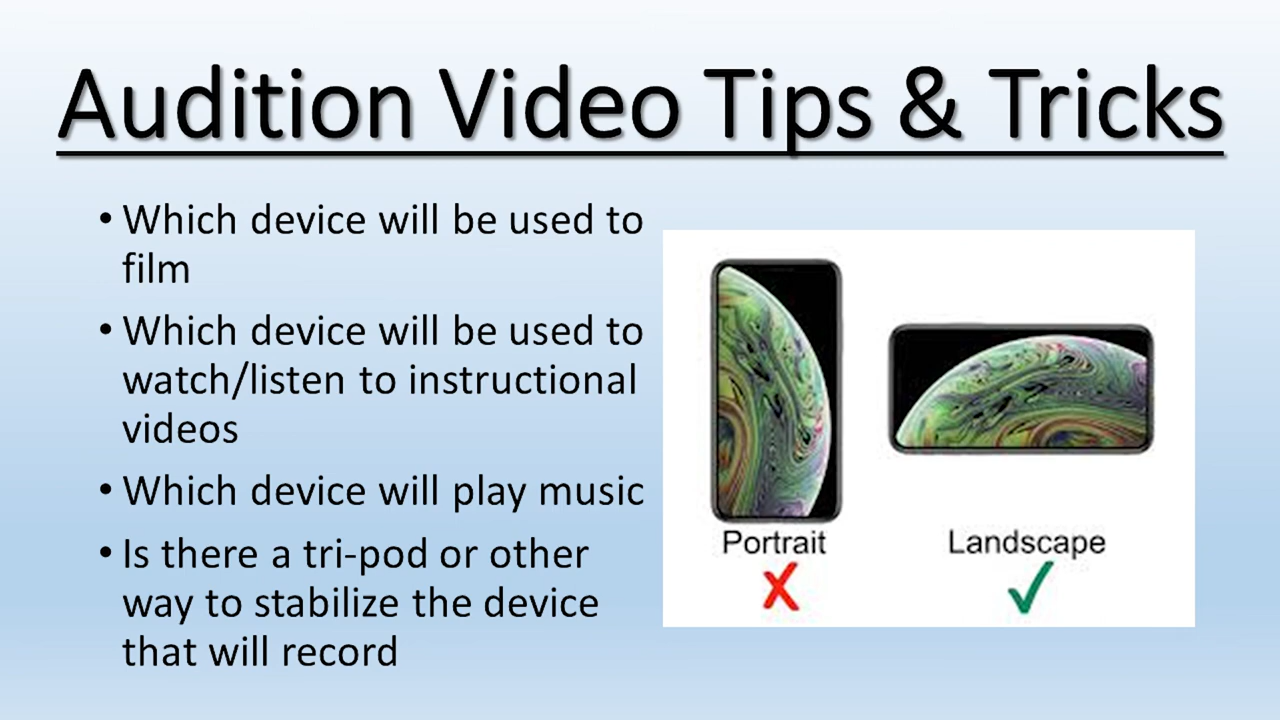 Audition Video Tips & Tricks
• Which device will be used to
film
• Which device will be used to
watch/listen to instructional
videos
• Which device will play music
• Is there a tri-pod or other
way to stabilize the device
that will record
Portrait
Landscape